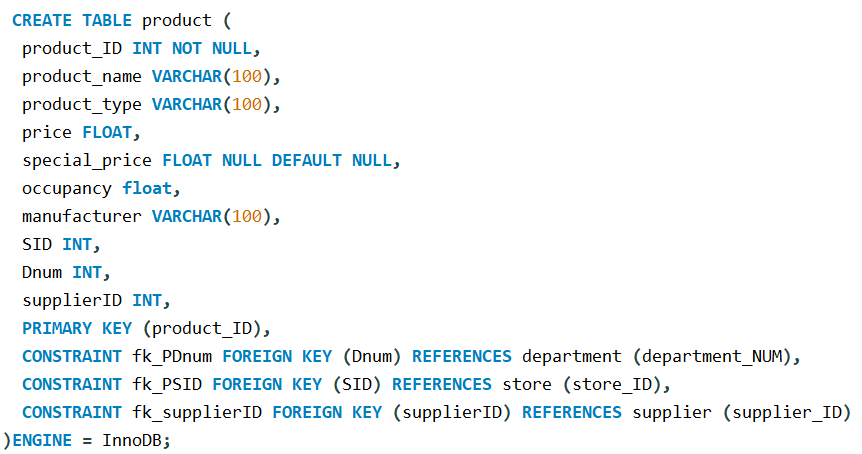 CREATE TABLE product (
product_ID INT NOT NULL,
product_name VARCHAR(100),
product_type VARCHAR(100),
price FLOAT,
special_price FLOAT NULL DEFAULT NULL,
occupancy float,
manufacturer VARCHAR(100),
SID INT,
Dnum INT,
supplierID INT,
PRIMARY KEY (product_ID),
CONSTRAINT fk_PDnum FOREIGN KEY (Dnum) REFERENCES department (department_NUM),
CONSTRAINT fk_PSID FOREIGN KEY (SID) REFERENCES store (store_ID),
CONSTRAINT fk_supplierID FOREIGN KEY (supplierID) REFERENCES supplier (supplier_ID)
)ENGINE = InnoDB;